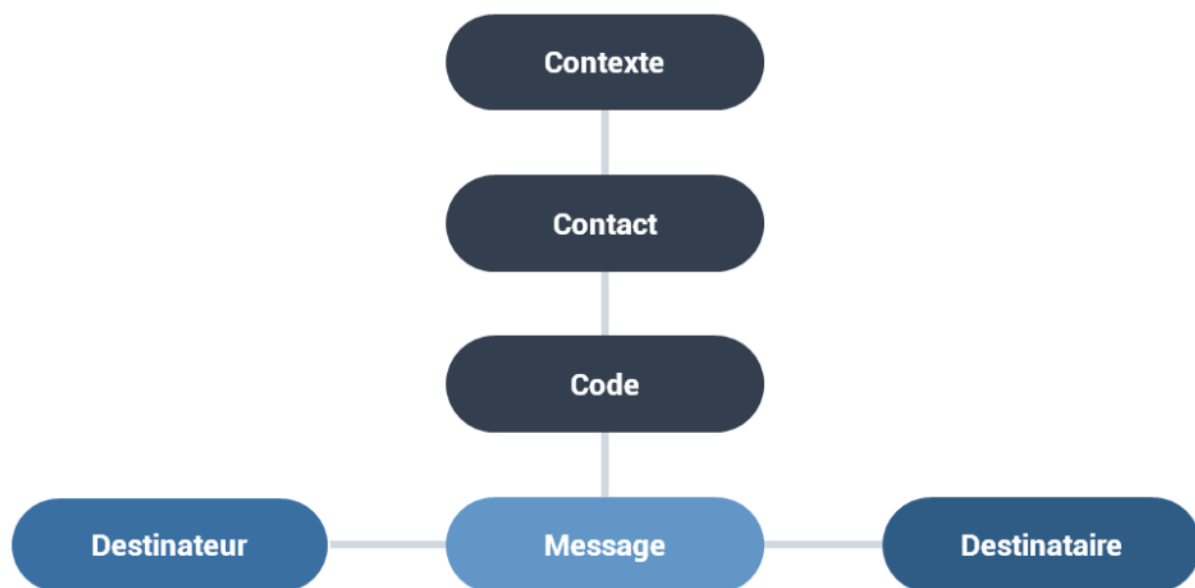 Contexte
Contact
Code
Destinateur
Message
Destinataire